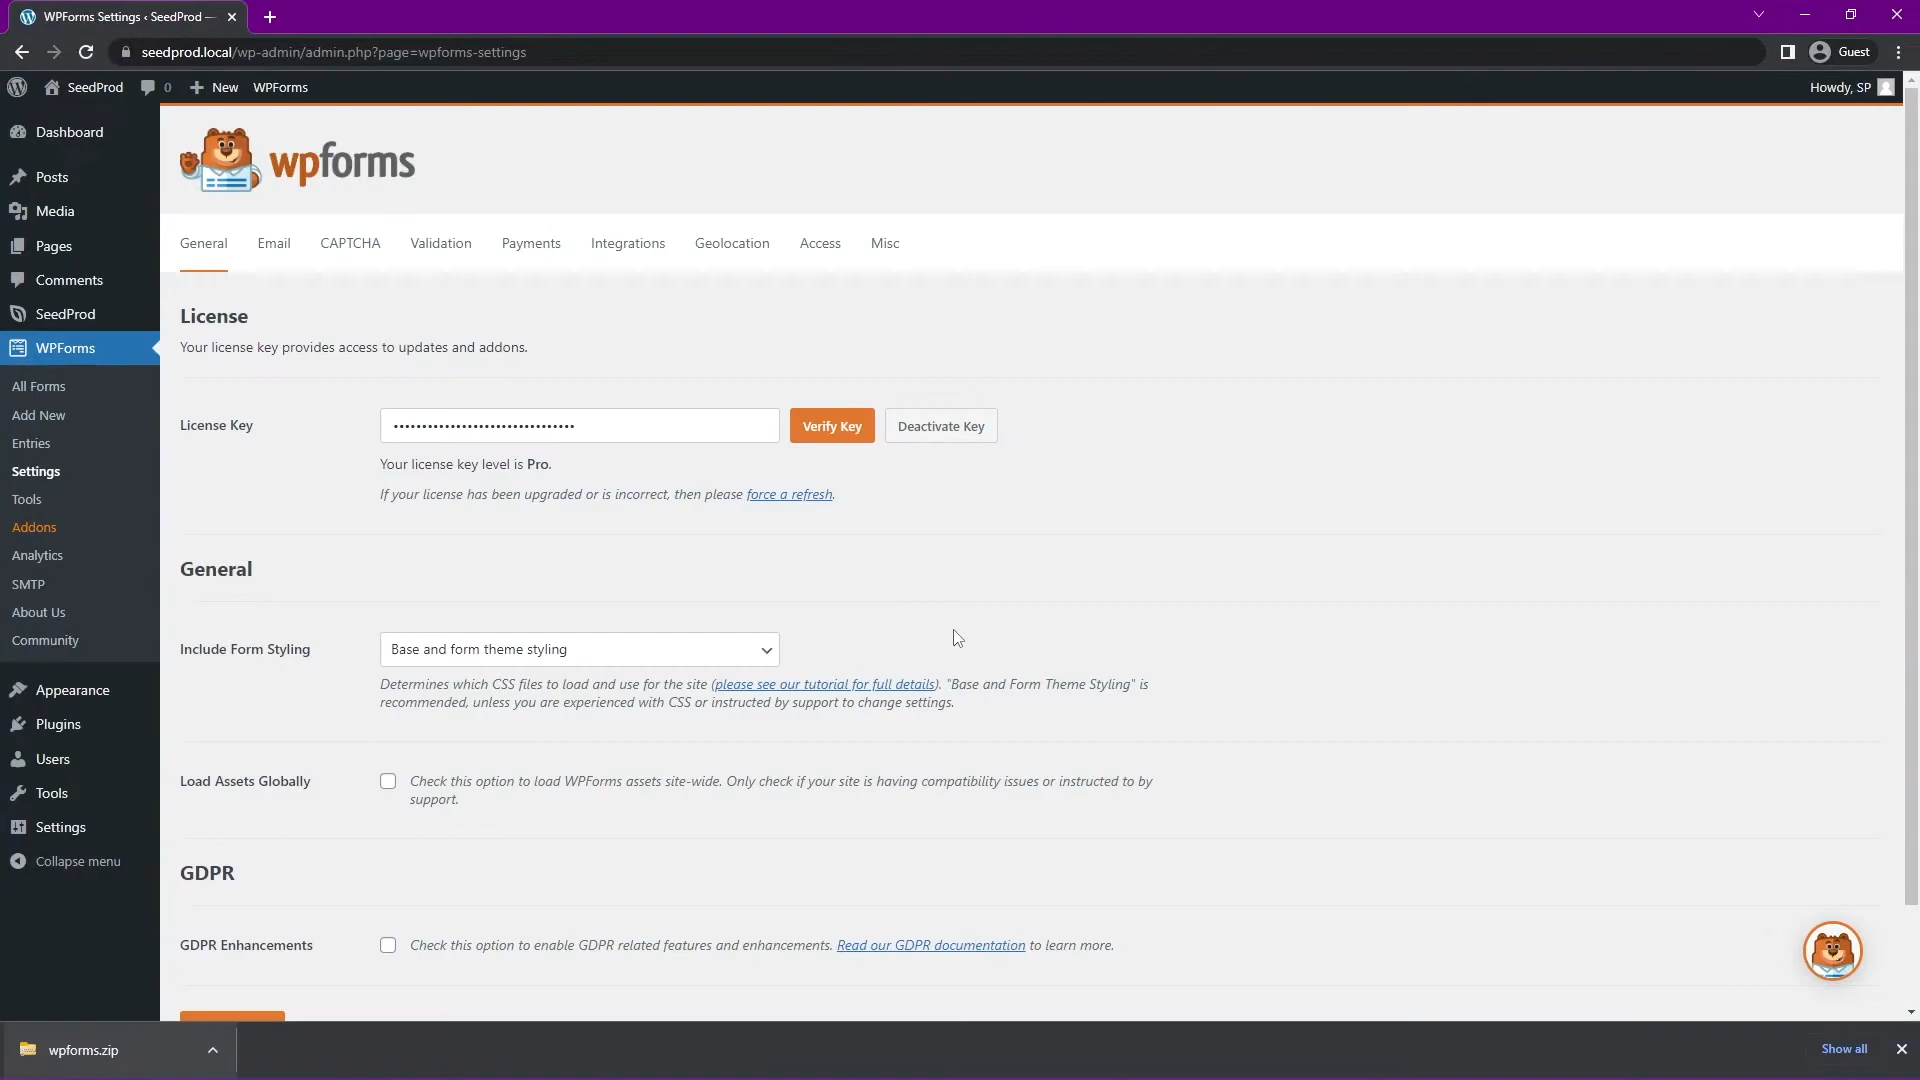 WPForms Settings ‹ SeedProd —
seedprod.local/wp-admin/admin.php?page=wpforms-settings
Guest
SeedProd
0
New
WPForms
Howdy, SP
Dashboard
Posts
Media
Pages
Comments
SeedProd
WPForms
All Forms
Add New
Entries
Settings
Tools
Addons
Analytics
SMTP
About Us
Community
Appearance
Plugins
Users
Tools
Settings
Collapse menu
wpforms
General Email CAPTCHA Validation Payments Integrations Geolocation Access Misc
License
Your license key provides access to updates and addons.
License Key
Verify Key
Deactivate Key
Your license key level is Pro.
If your license has been upgraded or is incorrect, then please force a refresh.
General
Include Form Styling
Base and form theme styling
Determines which CSS files to load and use for the site (please see our tutorial for full details). "Base and Form Theme Styling" is
recommended, unless you are experienced with CSS or instructed by support to change settings.
Load Assets Globally
Check this option to load WPForms assets site-wide. Only check if your site is having compatibility issues or instructed to by
support.
GDPR
GDPR Enhancements
Check this option to enable GDPR related features and enhancements. Read our GDPR documentation to learn more.
wpforms.zip
Show all